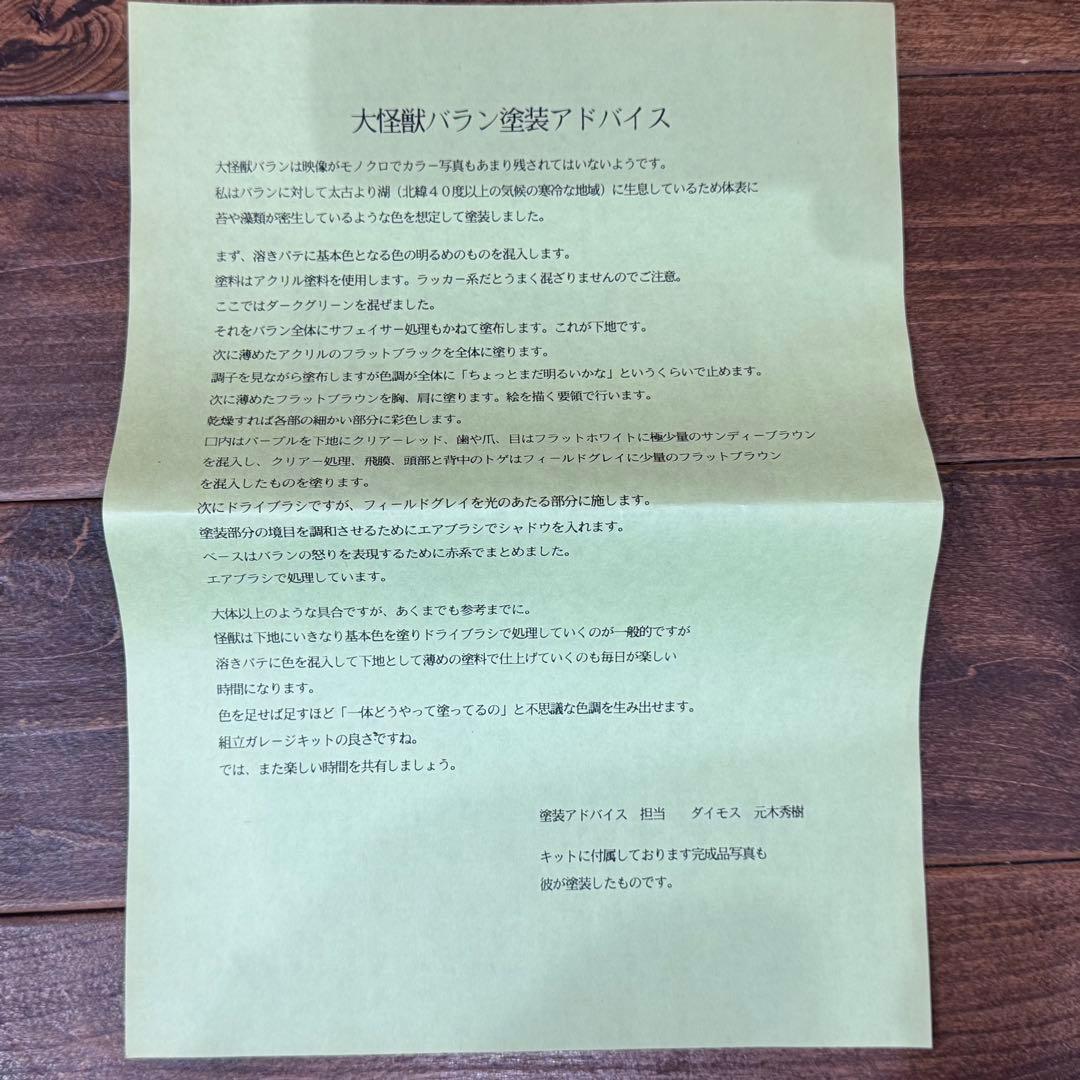 大怪獣バラン塗装アドバイス
大怪獣バランは映像がモノクロでカラー写真もあまり残されてはいないようです。
私はバランに対して太古より湖（北緯４０度以上の気候の寒冷な地域）に生息しているため体表に
苔や藻類が密生しているような色を想定して塗装しました。
まず、溶きパテに基本色となる色の明るめのものを混入します。
塗料はアクリル塗料を使用します。ラッカー系だとうまく混ざりませんのでご注意。
ここではダークグリーンを混ぜました。
それをバラン全体にサフェイサー処理もかねて塗布します。これが下地です。
次に薄めたアクリルのフラットブラックを全体に塗ります。
調子を見ながら塗布しますが色調が全体に「ちょっとまだ明るいかな」というくらいで止めます。
次に薄めたフラットブラウンを胸、肩に塗ります。絵を描く要領で行います。
乾燥すれば各部の細かい部分に彩色します。
口内はパープルを下地にクリアーレッド、歯や爪、目はフラットホワイトに極少量のサンディーブラウン
を混入し、クリアー処理、飛膜、頭部と背中のトゲはフィールドグレイに少量のフラットブラウン
を混入したものを塗ります。
次にドライブラシですが、フィールドグレイを光のあたる部分に施します。
塗装部分の境目を調和させるためにエアブラシでシャドウを入れます。
ベースはバランの怒りを表現するために赤系でまとめました。
エアブラシで処理しています。
大体以上のような具合ですが、あくまでも参考までに。
怪獣は下地にいきなり基本色を塗りドライブラシで処理していくのが一般的ですが
溶きパテに色を混入して下地として薄めの塗料で仕上げていくのも毎日が楽しい
時間になります。
色を足せば足すほど「一体どうやって塗ってるの」と不思議な色調を生み出せます。
組立ガレージキットの良さですね。
では、また楽しい時間を共有しましょう。
塗装アドバイス　担当　　ダイモス　元木秀樹
キットに付属しております完成品写真も
彼が塗装したものです。